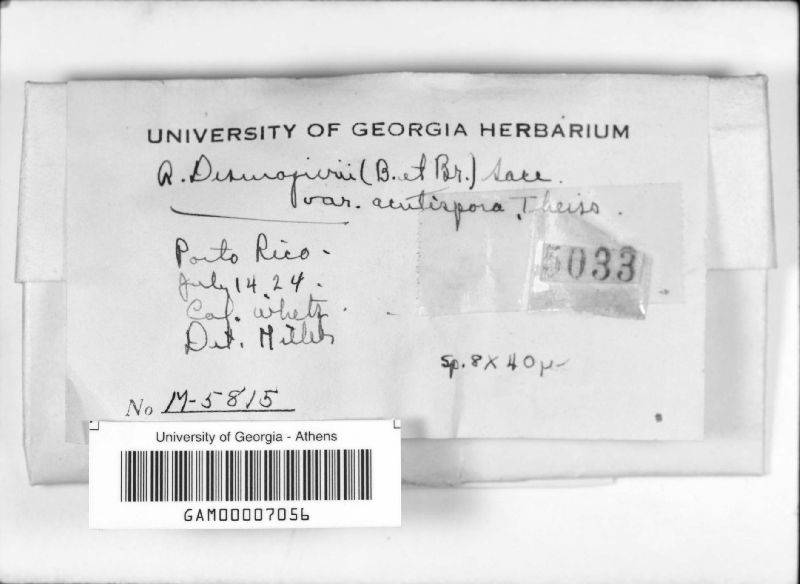 UNIVERSITY OF GEORGIA HERBARIUM
(B. et Br.) Sacc.
var. acutispora, Theiss.
5033
Porto Rico -
July 14, 24.
Col. Whetz.
Det. Miller
Sp. 8 X 40 μ
No M-5815
University of Georgia - Athens
GAM00007056